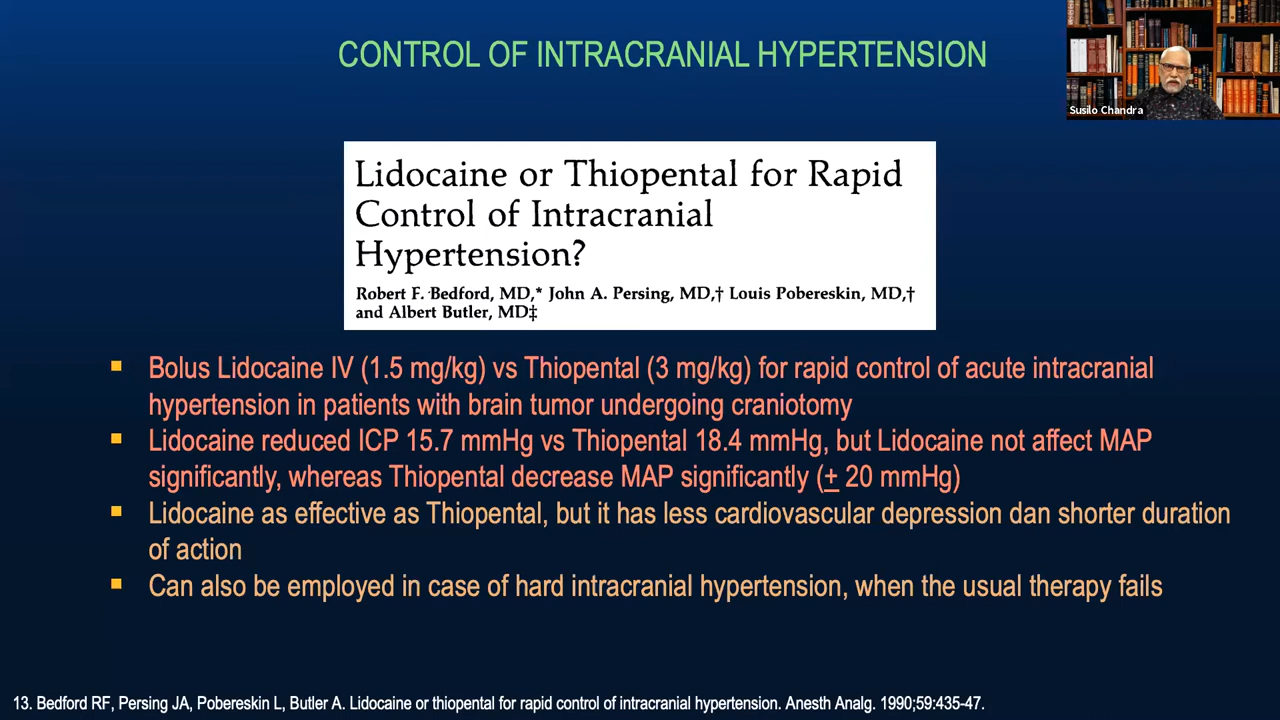 CONTROL OF INTRACRANIAL HYPERTENSION
Susilo Chandra
Lidocaine or Thiopental for Rapid
Control of Intracranial
Hypertension?
Robert F. Bedford, MD,* John A. Persing, MD,† Louis Pobereskin, MD,†
and Albert Butler, MD‡
▪ Bolus Lidocaine IV (1.5 mg/kg) vs Thiopental (3 mg/kg) for rapid control of acute intracranial
hypertension in patients with brain tumor undergoing craniotomy
▪ Lidocaine reduced ICP 15.7 mmHg vs Thiopental 18.4 mmHg, but Lidocaine not affect MAP
significantly, whereas Thiopental decrease MAP significantly (+ 20 mmHg)
▪ Lidocaine as effective as Thiopental, but it has less cardiovascular depression dan shorter duration
of action
▪ Can also be employed in case of hard intracranial hypertension, when the usual therapy fails
13. Bedford RF, Persing JA, Pobereskin L, Butler A. Lidocaine or thiopental for rapid control of intracranial hypertension. Anesth Analg. 1990;59:435-47.